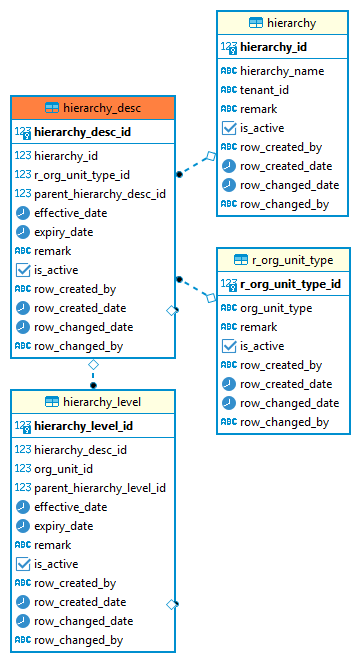 hierarchy
123 hierarchy_id
ABC hierarchy_name
ABC tenant_id
ABC remark
is_active
ABC row_created_by
row_created_date
row_changed_date
ABC row_changed_by
hierarchy_desc
123 hierarchy_desc_id
123 hierarchy_id
123 r_org_unit_type_id
123 parent_hierarchy_desc_id
effective_date
expiry_date
ABC remark
is_active
ABC row_created_by
row_created_date
row_changed_date
ABC row_changed_by
r_org_unit_type
123 r_org_unit_type_id
ABC org_unit_type
ABC remark
is_active
ABC row_created_by
row_created_date
row_changed_date
ABC row_changed_by
hierarchy_level
123 hierarchy_level_id
123 hierarchy_desc_id
123 org_unit_id
123 parent_hierarchy_level_id
effective_date
expiry_date
ABC remark
is_active
ABC row_created_by
row_created_date
row_changed_date
ABC row_changed_by